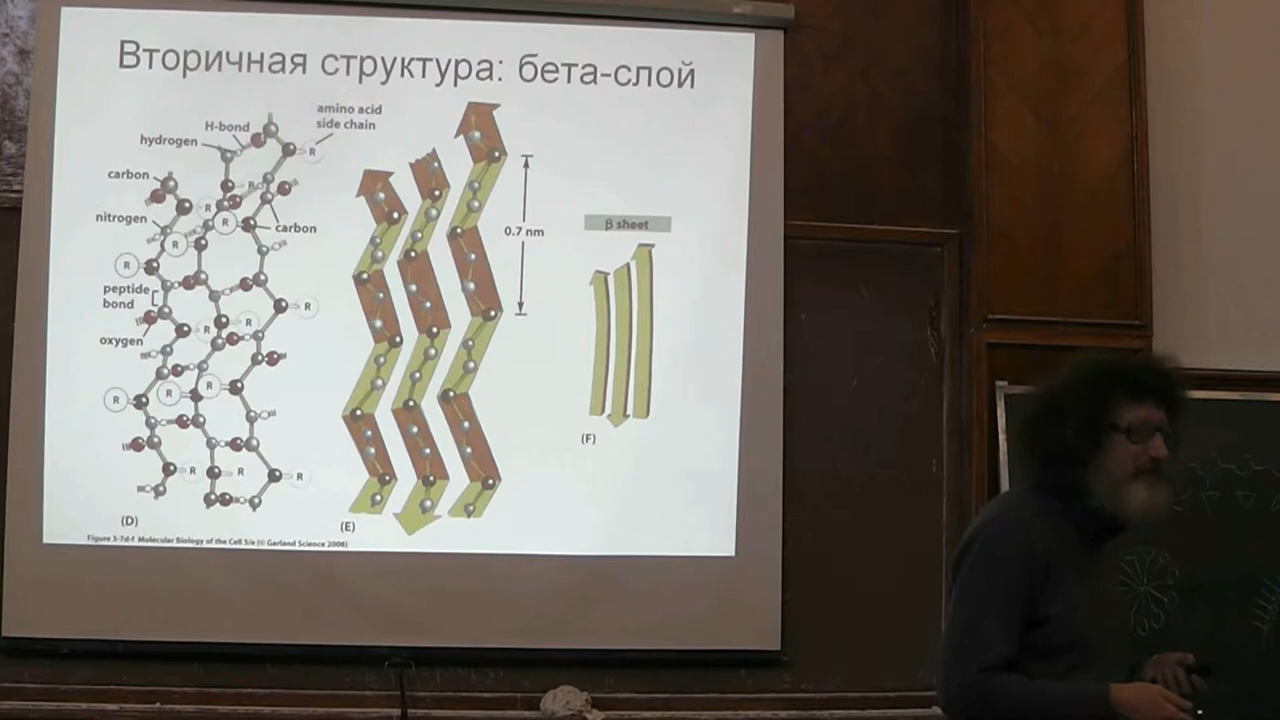 Вторичная структура: бета-слой
amino acid
side chain
H-bond
hydrogen
R
carbon
R
R
nitrogen
R
carbon
R
R
0.7 nm
β sheet
peptide
bond
R
R
R
oxygen
R
R
R
R
R
R
(D)
(E)
(F)
Figure 3-7d-f Molecular Biology of the Cell 5/e (© Garland Science 2008)